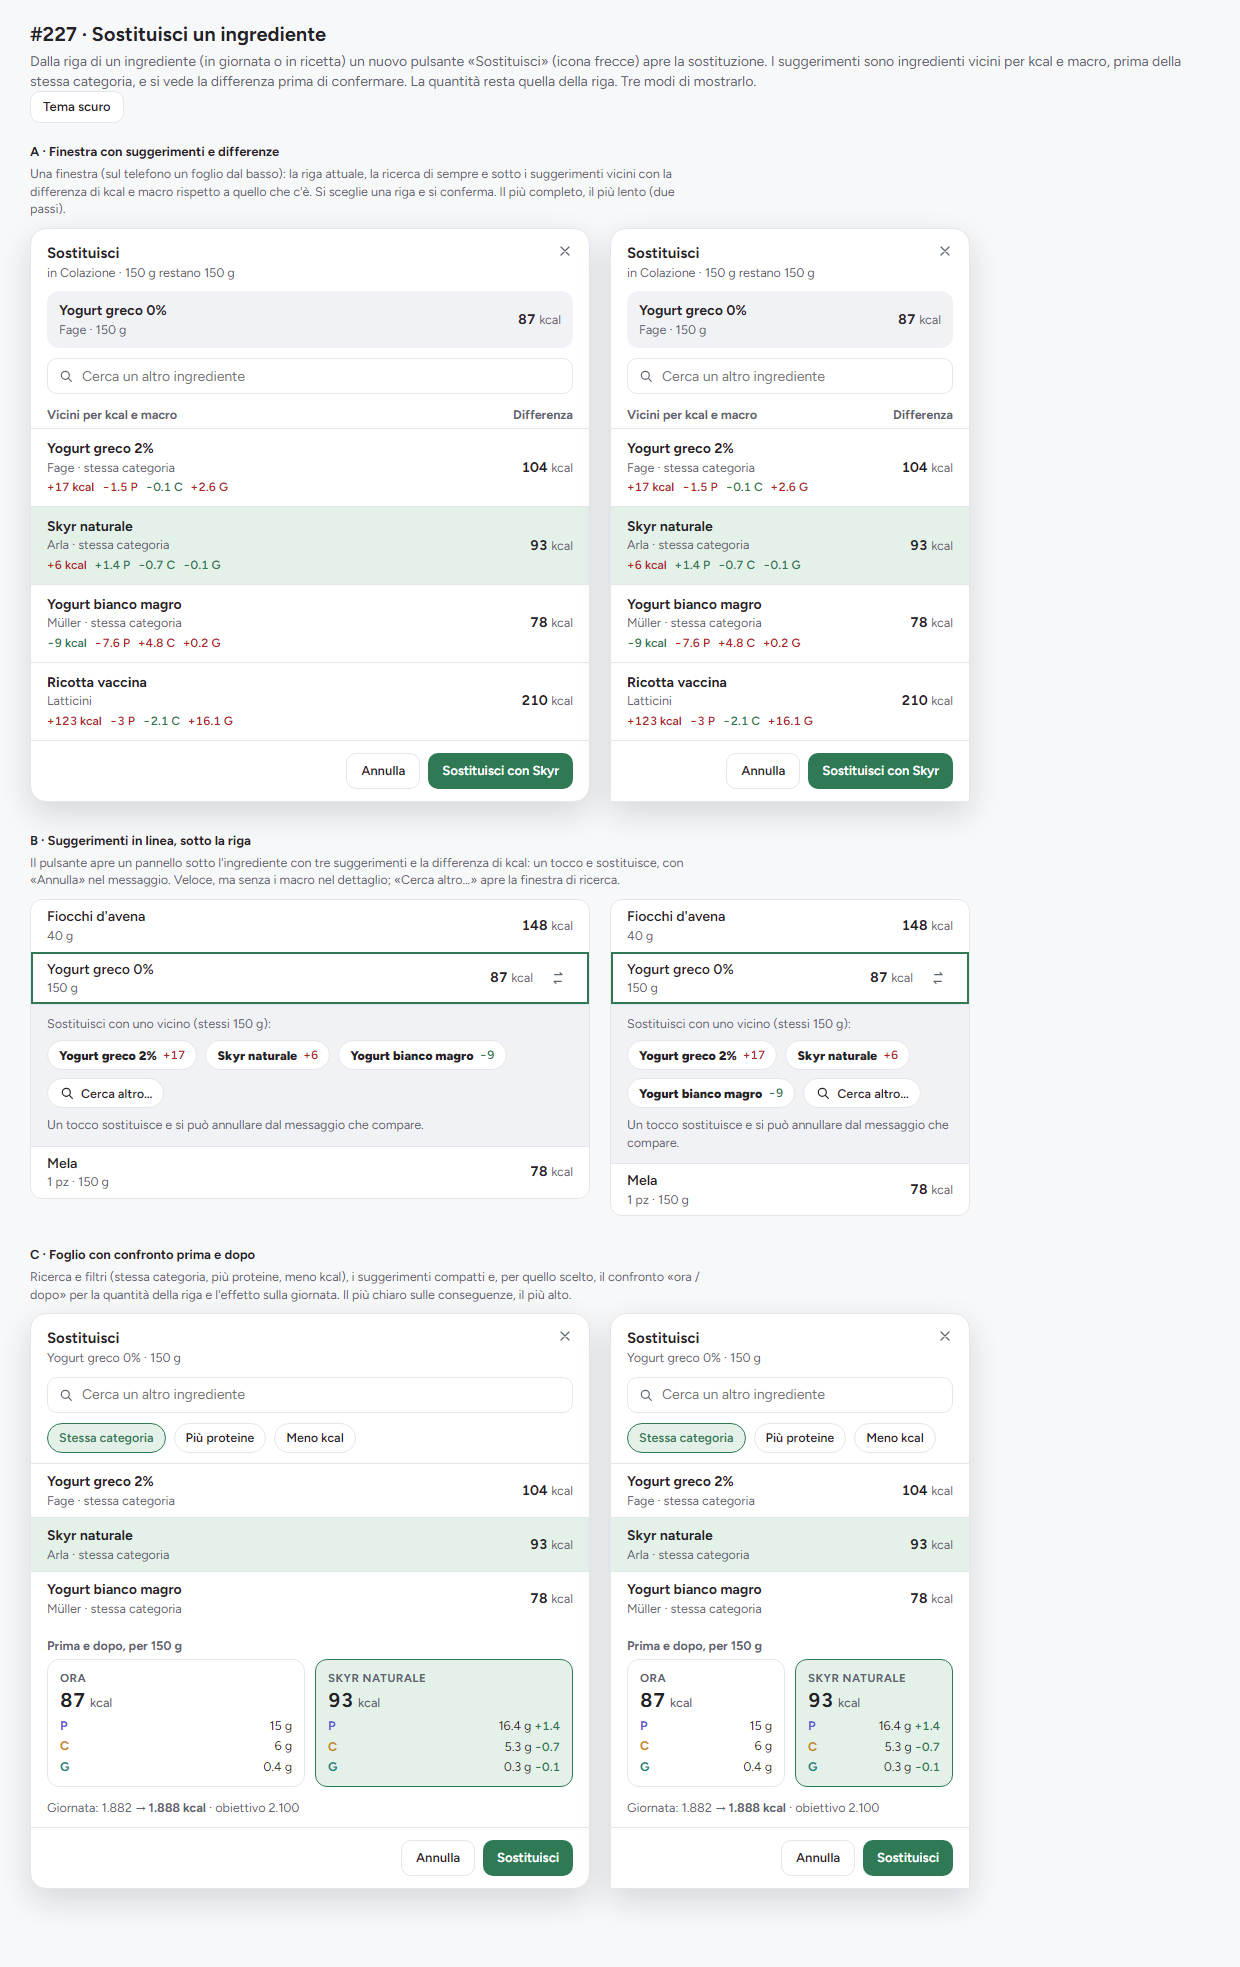 #227 · Sostituisci un ingrediente
Dalla riga di un ingrediente (in giornata o in ricetta) un nuovo pulsante «Sostituisci» (icona frecce) apre la sostituzione. I suggerimenti sono ingredienti vicini per kcal e macro, prima della
stessa categoria, e si vede la differenza prima di confermare. La quantità resta quella della riga. Tre modi di mostrarlo.
Tema scuro
A · Finestra con suggerimenti e differenze
Una finestra (sul telefono un foglio dal basso): la riga attuale, la ricerca di sempre e sotto i suggerimenti vicini con la
differenza di kcal e macro rispetto a quello che c'è. Si sceglie una riga e si conferma. Il più completo, il più lento (due
passi).
Sostituisci
in Colazione · 150 g restano 150 g
Yogurt greco 0%
Fage · 150 g
87 kcal
Cerca un altro ingrediente
Vicini per kcal e macro
Differenza
Yogurt greco 2%
Fage · stessa categoria
+17 kcal −1.5 P −0.1 C +2.6 G
104 kcal
Skyr naturale
Arla · stessa categoria
+6 kcal +1.4 P −0.7 C −0.1 G
93 kcal
Yogurt bianco magro
Müller · stessa categoria
−9 kcal −7.6 P +4.8 C +0.2 G
78 kcal
Ricotta vaccina
Latticini
+123 kcal −3 P −2.1 C +16.1 G
210 kcal
Annulla
Sostituisci con Skyr
Sostituisci
in Colazione · 150 g restano 150 g
Yogurt greco 0%
Fage · 150 g
87 kcal
Cerca un altro ingrediente
Vicini per kcal e macro
Differenza
Yogurt greco 2%
Fage · stessa categoria
+17 kcal −1.5 P −0.1 C +2.6 G
104 kcal
Skyr naturale
Arla · stessa categoria
+6 kcal +1.4 P −0.7 C −0.1 G
93 kcal
Yogurt bianco magro
Müller · stessa categoria
−9 kcal −7.6 P +4.8 C +0.2 G
78 kcal
Ricotta vaccina
Latticini
+123 kcal −3 P −2.1 C +16.1 G
210 kcal
Annulla
Sostituisci con Skyr
B · Suggerimenti in linea, sotto la riga
Il pulsante apre un pannello sotto l'ingrediente con tre suggerimenti e la differenza di kcal: un tocco e sostituisce, con
«Annulla» nel messaggio. Veloce, ma senza i macro nel dettaglio; «Cerca altro…» apre la finestra di ricerca.
Fiocchi d'avena
40 g
148 kcal
Yogurt greco 0%
150 g
87 kcal
Sostituisci con uno vicino (stessi 150 g):
Yogurt greco 2% +17
Skyr naturale +6
Yogurt bianco magro −9
Cerca altro…
Un tocco sostituisce e si può annullare dal messaggio che compare.
Mela
1 pz · 150 g
78 kcal
Fiocchi d'avena
40 g
148 kcal
Yogurt greco 0%
150 g
87 kcal
Sostituisci con uno vicino (stessi 150 g):
Yogurt greco 2% +17
Skyr naturale +6
Yogurt bianco magro −9
Cerca altro…
Un tocco sostituisce e si può annullare dal messaggio che
compare.
Mela
1 pz · 150 g
78 kcal
C · Foglio con confronto prima e dopo
Ricerca e filtri (stessa categoria, più proteine, meno kcal), i suggerimenti compatti e, per quello scelto, il confronto «ora /
dopo» per la quantità della riga e l'effetto sulla giornata. Il più chiaro sulle conseguenze, il più alto.
Sostituisci
Yogurt greco 0% · 150 g
Cerca un altro ingrediente
Stessa categoria
Più proteine
Meno kcal
Yogurt greco 2%
Fage · stessa categoria
104 kcal
Skyr naturale
Arla · stessa categoria
93 kcal
Yogurt bianco magro
Müller · stessa categoria
78 kcal
Prima e dopo, per 150 g
ORA
87 kcal
P 15 g
C 6 g
G 0.4 g
SKYR NATURALE
93 kcal
P 16.4 g +1.4
C 5.3 g −0.7
G 0.3 g −0.1
Giornata: 1.882 → 1.888 kcal · obiettivo 2.100
Annulla
Sostituisci
Sostituisci
Yogurt greco 0% · 150 g
Cerca un altro ingrediente
Stessa categoria
Più proteine
Meno kcal
Yogurt greco 2%
Fage · stessa categoria
104 kcal
Skyr naturale
Arla · stessa categoria
93 kcal
Yogurt bianco magro
Müller · stessa categoria
78 kcal
Prima e dopo, per 150 g
ORA
87 kcal
P 15 g
C 6 g
G 0.4 g
SKYR NATURALE
93 kcal
P 16.4 g +1.4
C 5.3 g −0.7
G 0.3 g −0.1
Giornata: 1.882 → 1.888 kcal · obiettivo 2.100
Annulla
Sostituisci